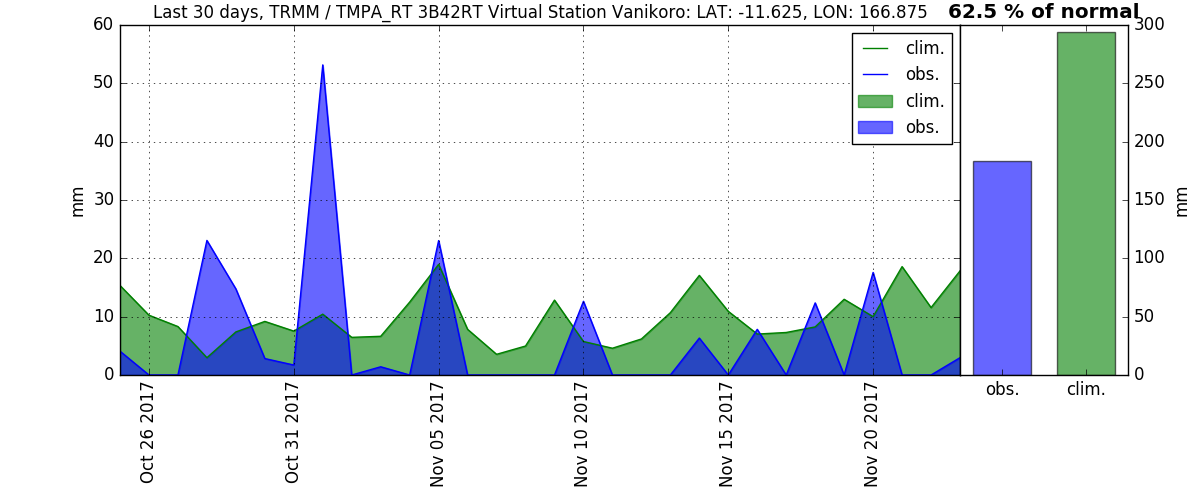 Last 30 days, TRMM / TMPA_RT 3B42RT Virtual Station Vanikoro: LAT: -11.625, LON: 166.875
62.5 % of normal
60
50
40
30
20
10
0
mm
clim.
obs.
clim.
obs.
300
250
200
150
100
50
0
mm
obs.
clim.
Oct 26 2017
Oct 31 2017
Nov 05 2017
Nov 10 2017
Nov 15 2017
Nov 20 2017